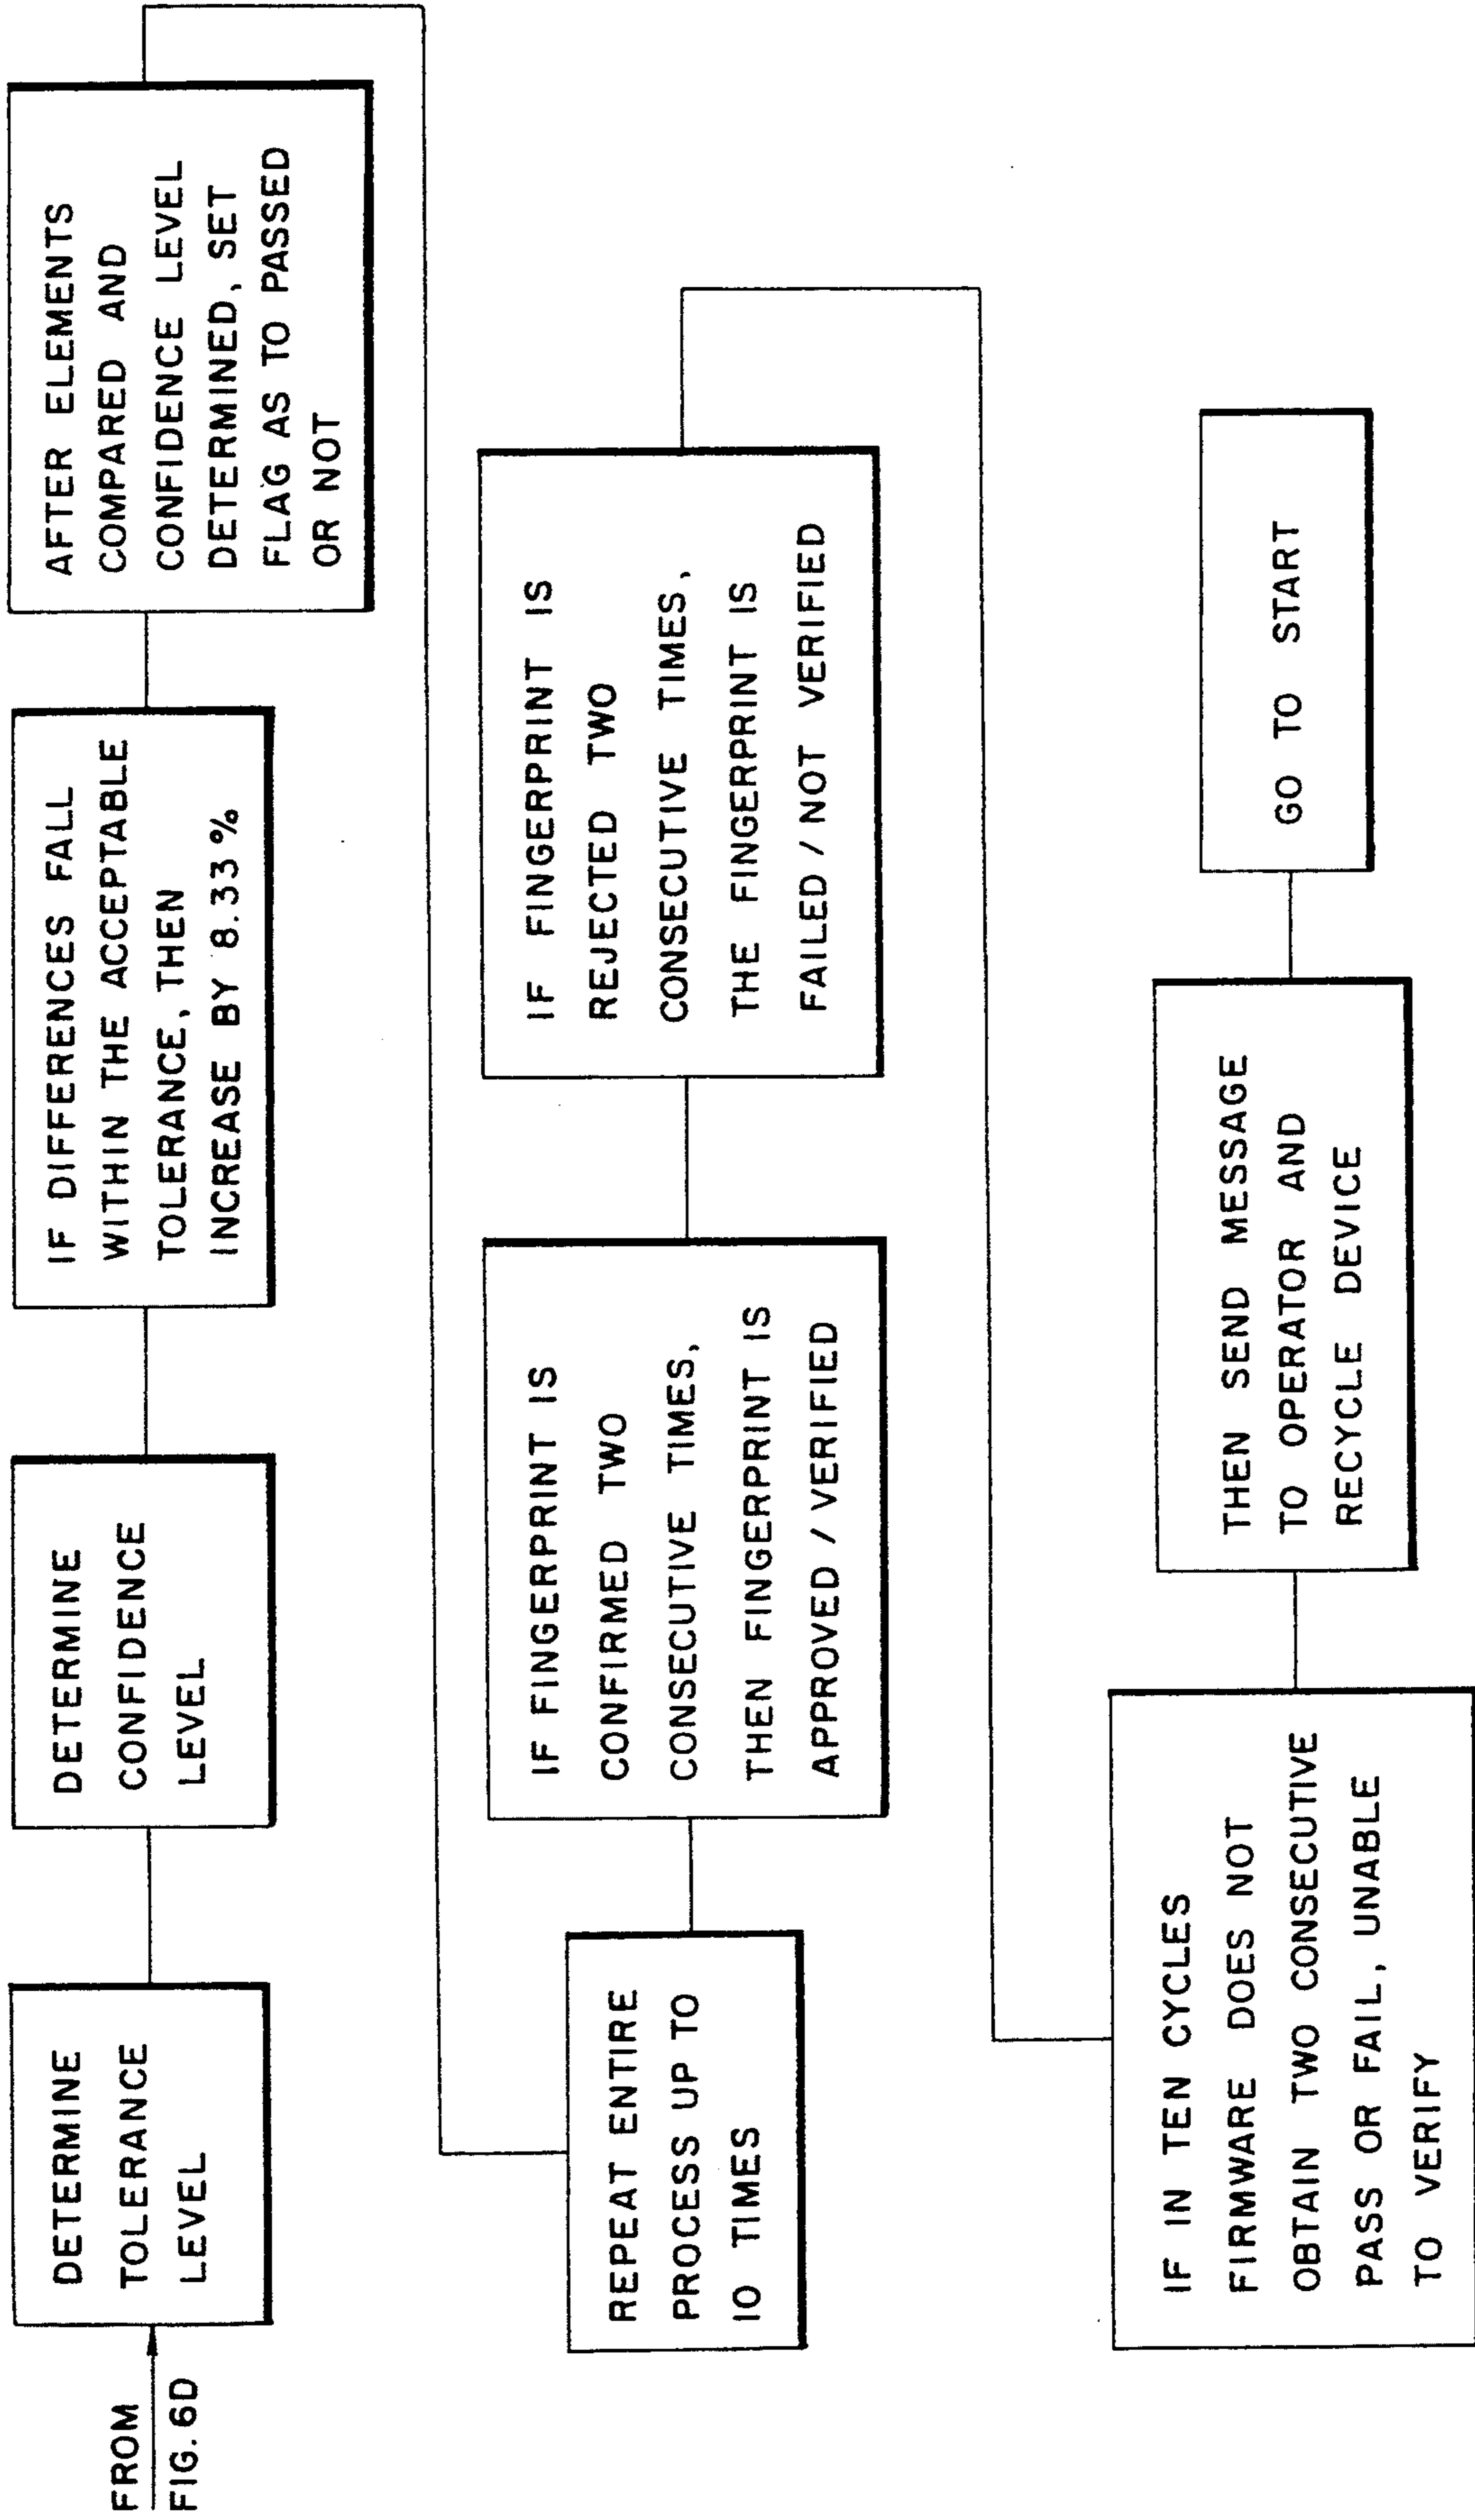 FROM
FIG. 6D
DETERMINE
TOLERANCE
LEVEL
DETERMINE
CONFIDENCE
LEVEL
IF DIFFERENCES FALL
WITHIN THE ACCEPTABLE
TOLERANCE, THEN
INCREASE BY 8.33%
AFTER ELEMENTS
COMPARED AND
CONFIDENCE LEVEL
DETERMINED, SET
FLAG AS TO PASSED
OR NOT
REPEAT ENTIRE
PROCESS UP TO
10 TIMES
IF FINGERPRINT IS
CONFIRMED TWO
CONSECUTIVE TIMES,
THEN FINGERPRINT IS
APPROVED / VERIFIED
IF FINGERPRINT IS
REJECTED TWO
CONSECUTIVE TIMES,
THE FINGERPRINT IS
FAILED / NOT VERIFIED
IF IN TEN CYCLES
FIRMWARE DOES NOT
OBTAIN TWO CONSECUTIVE
PASS OR FAIL, UNABLE
TO VERIFY
THEN SEND MESSAGE
TO OPERATOR AND
RECYCLE DEVICE
GO TO START